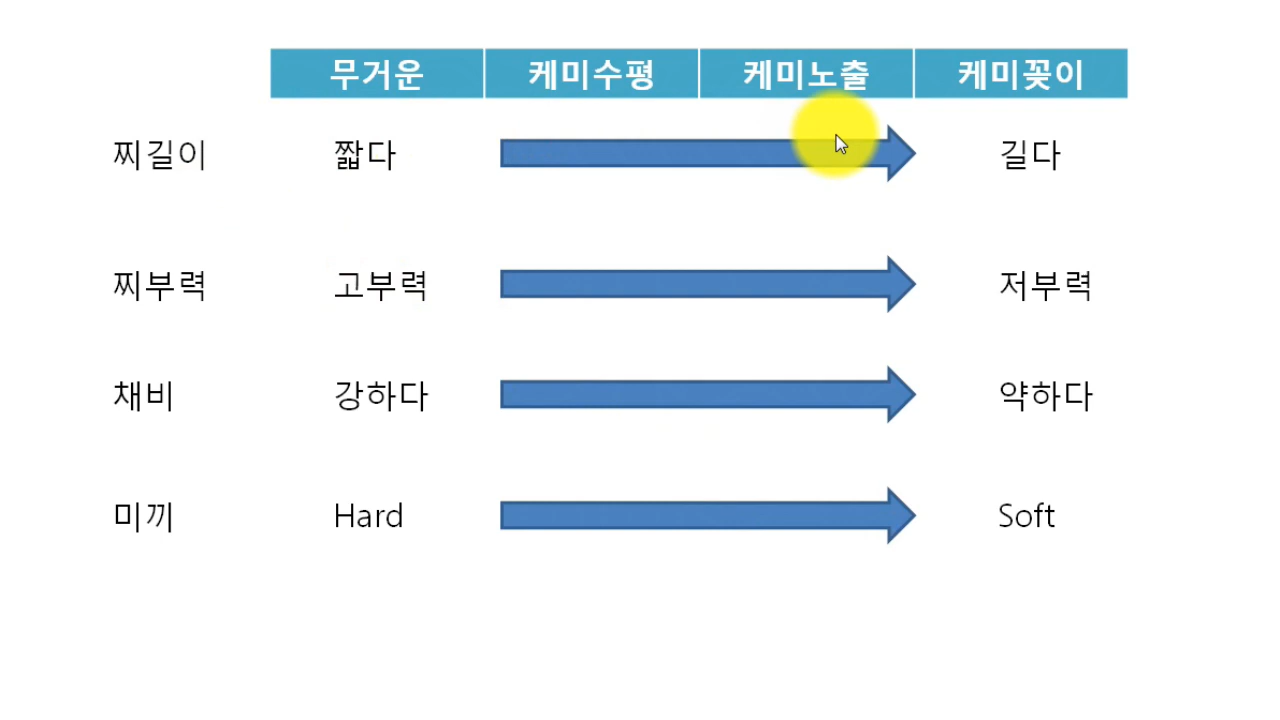 무거운 케미수평 케미노출 케미꽂이
찌길이 짧다 길다
찌부력 고부력 저부력
채비 강하다 약하다
미끼 Hard Soft